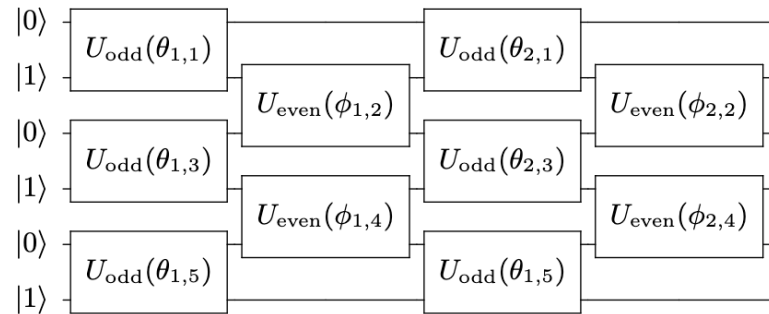 |0⟩ U_odd(θ_{1,1}) U_odd(θ_{2,1})
|1⟩ U_even(ϕ_{1,2}) U_even(ϕ_{2,2})
|0⟩ U_odd(θ_{1,3}) U_odd(θ_{2,3})
|1⟩ U_even(ϕ_{1,4}) U_even(ϕ_{2,4})
|0⟩ U_odd(θ_{1,5}) U_odd(θ_{1,5})
|1⟩